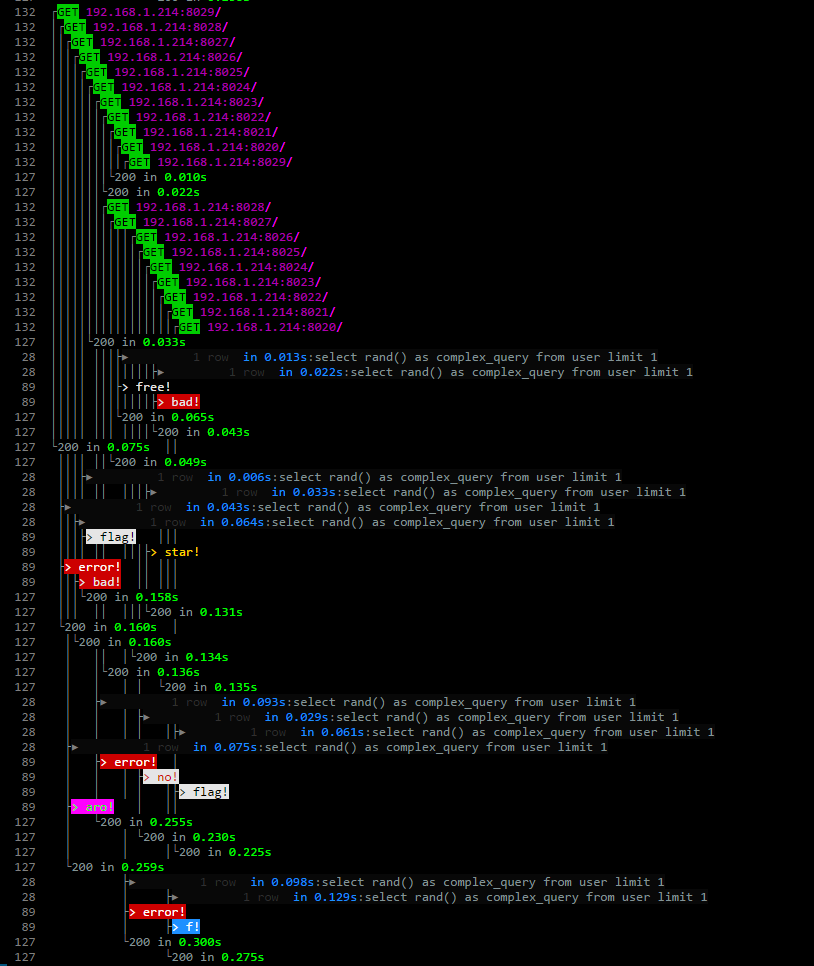 132 GET 192.168.1.214:8029/
132 GET 192.168.1.214:8028/
132 GET 192.168.1.214:8027/
132 GET 192.168.1.214:8026/
132 GET 192.168.1.214:8025/
132 GET 192.168.1.214:8024/
132 GET 192.168.1.214:8023/
132 GET 192.168.1.214:8022/
132 GET 192.168.1.214:8021/
132 GET 192.168.1.214:8020/
132 GET 192.168.1.214:8029/
127 200 in 0.010s
127 200 in 0.022s
132 GET 192.168.1.214:8028/
132 GET 192.168.1.214:8027/
132 GET 192.168.1.214:8026/
132 GET 192.168.1.214:8025/
132 GET 192.168.1.214:8024/
132 GET 192.168.1.214:8023/
132 GET 192.168.1.214:8022/
132 GET 192.168.1.214:8021/
132 GET 192.168.1.214:8020/
127 200 in 0.033s
28 1 row in 0.013s:select rand() as complex_query from user limit 1
28 1 row in 0.022s:select rand() as complex_query from user limit 1
89 > free!
89 > bad!
127 200 in 0.065s
127 200 in 0.043s
127 200 in 0.075s
127 200 in 0.049s
28 1 row in 0.006s:select rand() as complex_query from user limit 1
28 1 row in 0.033s:select rand() as complex_query from user limit 1
28 1 row in 0.043s:select rand() as complex_query from user limit 1
28 1 row in 0.064s:select rand() as complex_query from user limit 1
89 > flag!
89 > star!
89 > error!
89 > bad!
127 200 in 0.158s
127 200 in 0.131s
127 200 in 0.160s
127 200 in 0.160s
127 200 in 0.134s
127 200 in 0.136s
127 200 in 0.135s
28 1 row in 0.093s:select rand() as complex_query from user limit 1
28 1 row in 0.029s:select rand() as complex_query from user limit 1
28 1 row in 0.061s:select rand() as complex_query from user limit 1
28 1 row in 0.075s:select rand() as complex_query from user limit 1
89 > error!
89 > no!
89 > flag!
89 > aro!
127 200 in 0.255s
127 200 in 0.230s
127 200 in 0.225s
127 200 in 0.259s
28 1 row in 0.098s:select rand() as complex_query from user limit 1
28 1 row in 0.129s:select rand() as complex_query from user limit 1
89 > error!
89 > f!
127 200 in 0.300s
127 200 in 0.275s